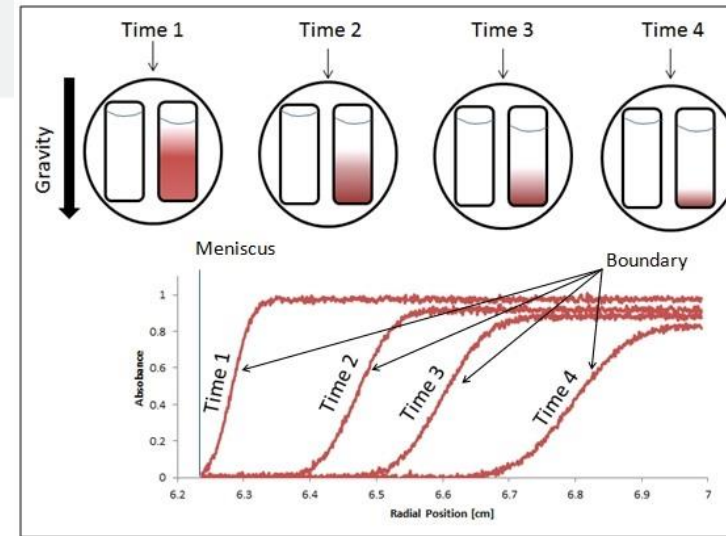 Time 1 Time 2 Time 3 Time 4
Gravity
Meniscus
Boundary
1
0.8
0.6
0.4
0.2
0
Absobance
Time 1
Time 2
Time 3
Time 4
6.2 6.3 6.4 6.5 6.6 6.7 6.8 6.9 7
Radial Position [cm]